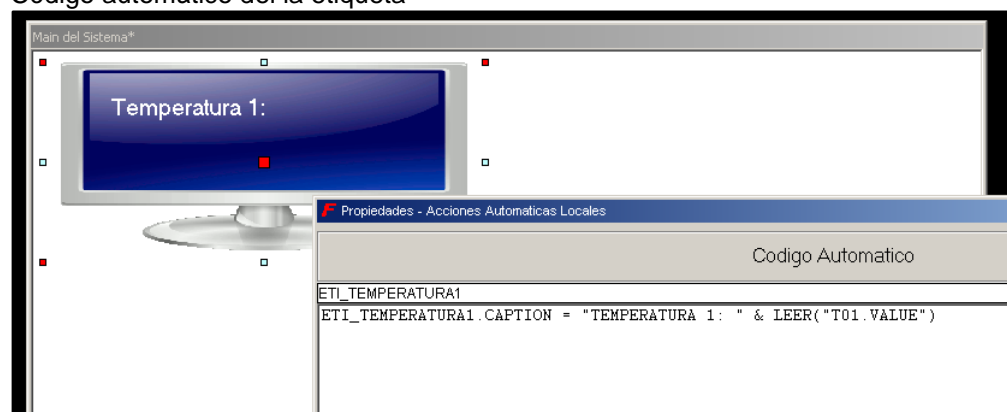 Codigo automatico del la etiqueta
Main del Sistema*
Temperatura 1:
Propiedades - Acciones Automaticas Locales
Codigo Automatico
ETI_TEMPERATURA1
ETI_TEMPERATURA1.CAPTION = "TEMPERATURA 1: " & LEER("T01.VALUE")